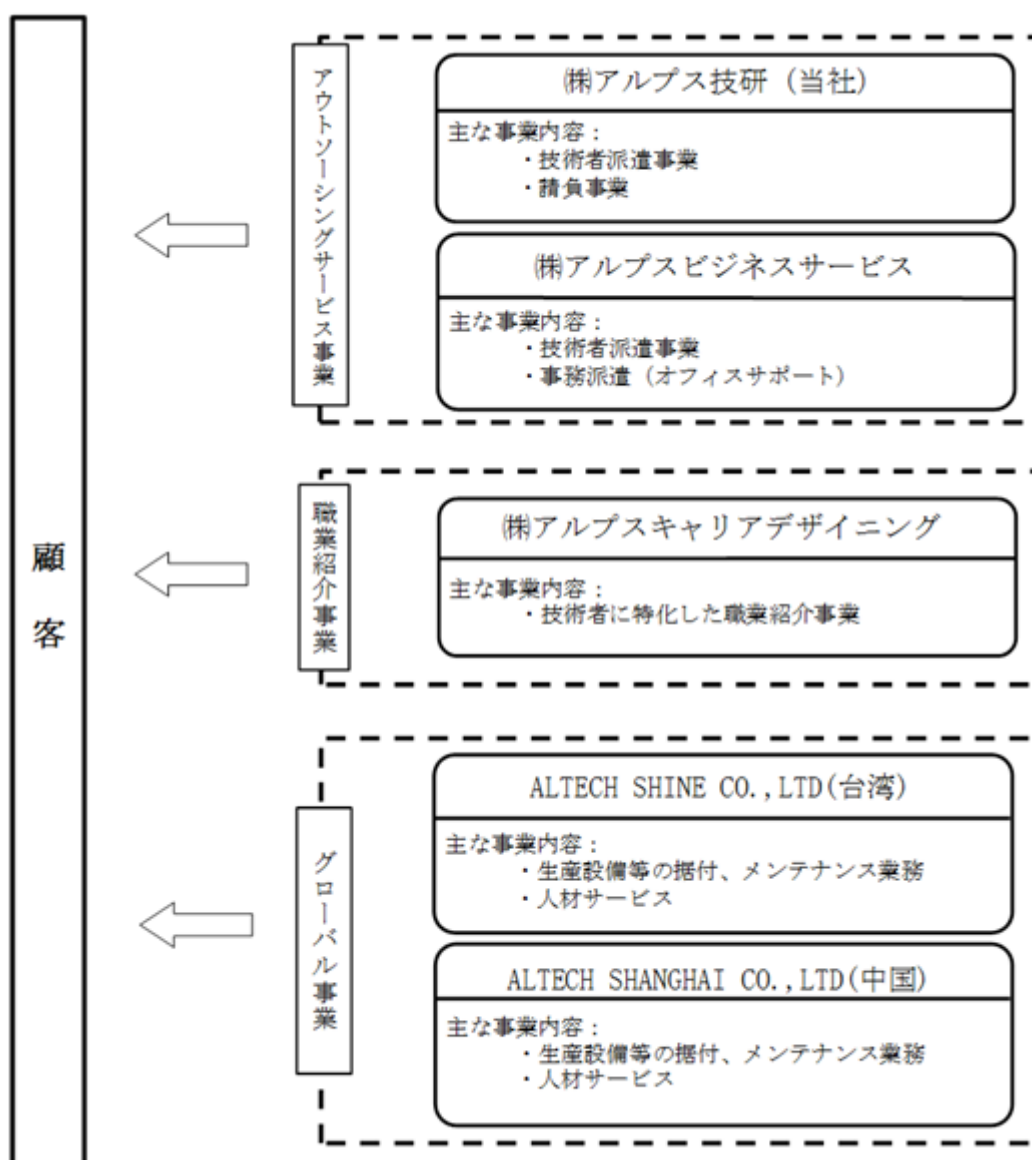 顧客
アウトソーシングサービス事業
㈱アルプス技研（当社）
主な事業内容：
・技術者派遣事業
・請負事業
㈱アルプスビジネスサービス
主な事業内容：
・技術者派遣事業
・事務派遣（オフィスサポート）
職業紹介事業
㈱アルプスキャリアデザイニング
主な事業内容：
・技術者に特化した職業紹介事業
グローバル事業
ALTECH SHINE CO.,LTD(台湾)
主な事業内容：
・生産設備等の据付、メンテナンス業務
・人材サービス
ALTECH SHANGHAI CO.,LTD(中国)
主な事業内容：
・生産設備等の据付、メンテナンス業務
・人材サービス